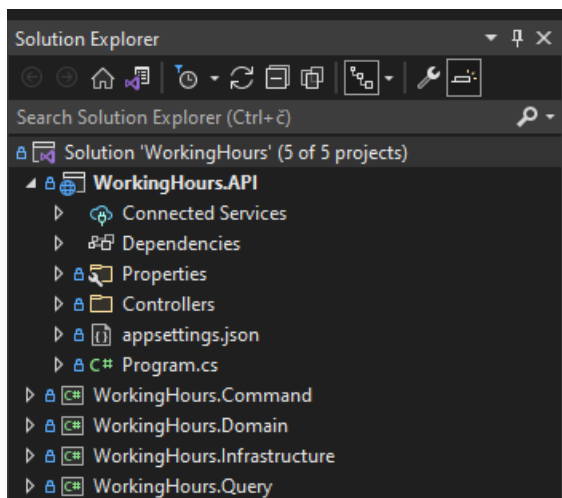 Solution Explorer
Search Solution Explorer (Ctrl+č)
Solution 'WorkingHours' (5 of 5 projects)
WorkingHours.API
Connected Services
Dependencies
Properties
Controllers
appsettings.json
C# Program.cs
C# WorkingHours.Command
C# WorkingHours.Domain
C# WorkingHours.Infrastructure
C# WorkingHours.Query